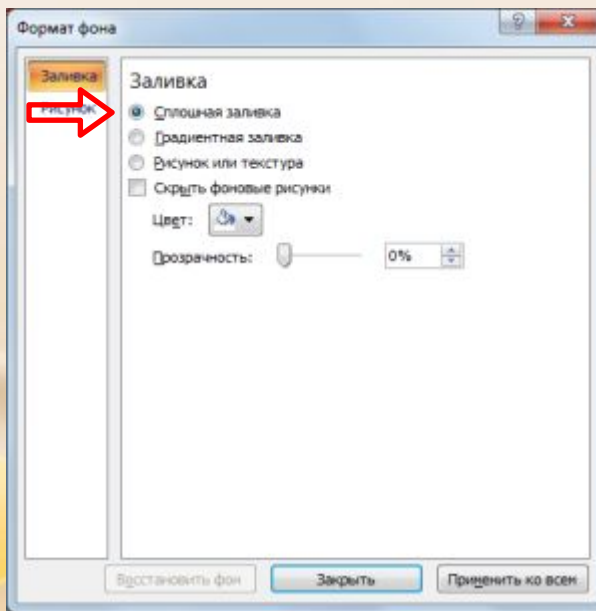 Формат фона
Заливка
Рисунок
Заливка
Сплошная заливка
Градиентная заливка
Рисунок или текстура
Скрыть фоновые рисунки
Цвет:
Прозрачность: 0%
Восстановить фон Закрыть Применить ко всем